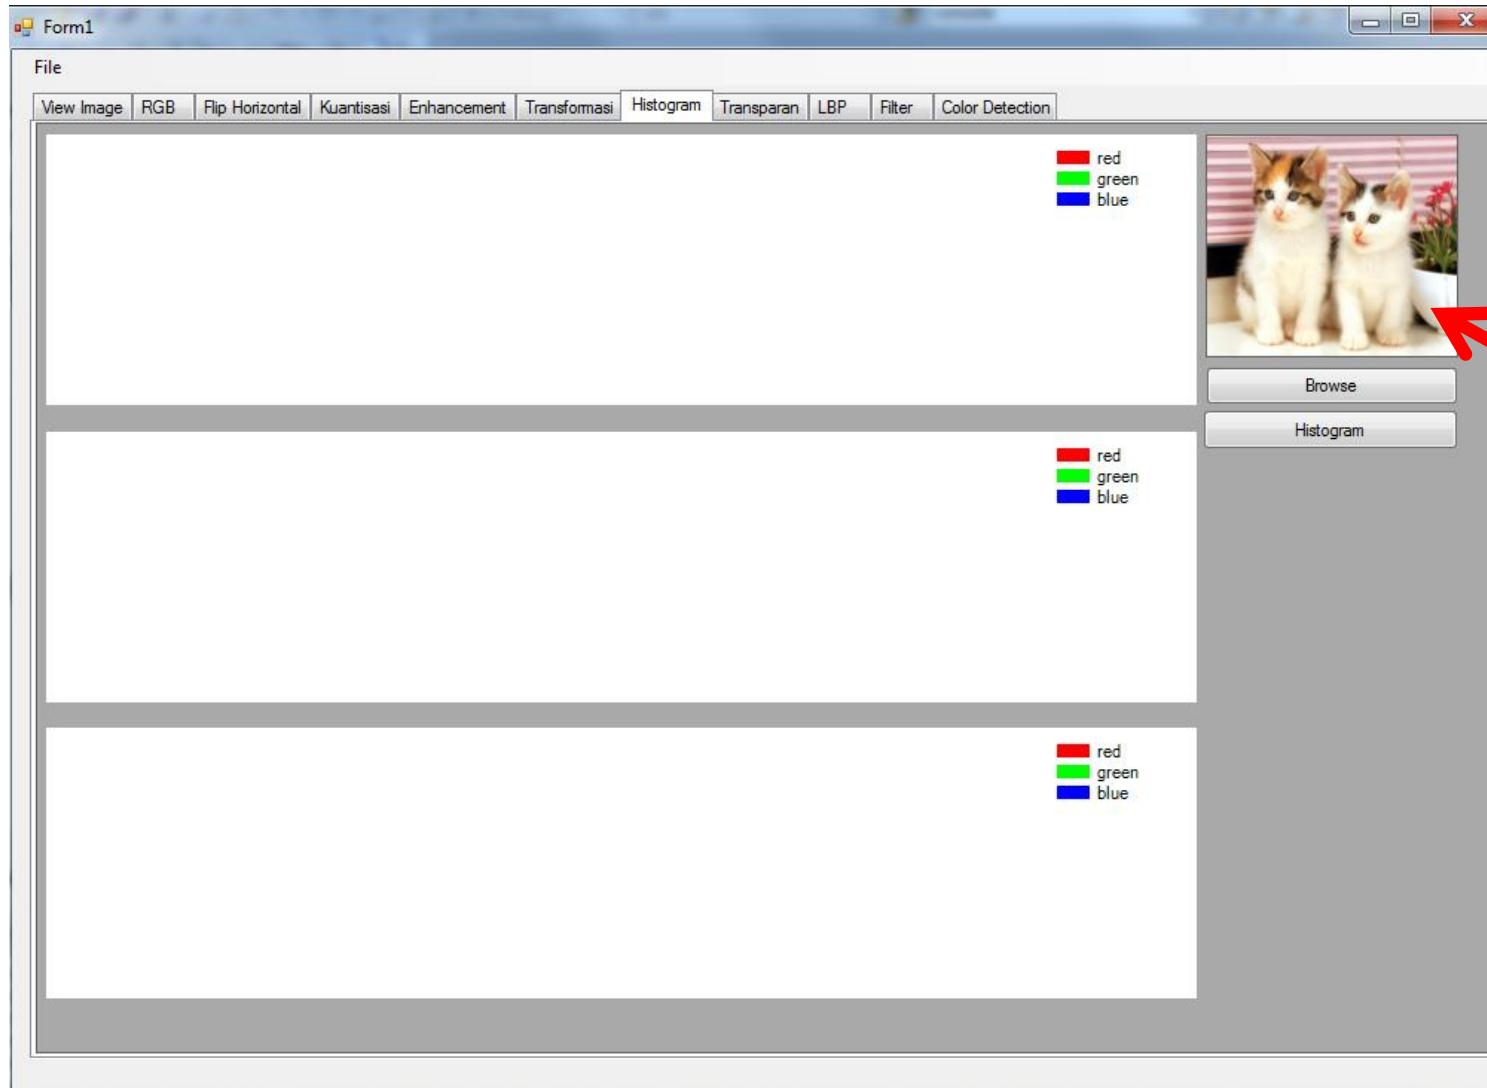 Form1
File
View Image RGB Flip Horizontal Kuantisasi Enhancement Transformasi Histogram Transparan LBP Filter Color Detection
red
green
blue
Browse
Histogram
red
green
blue
red
green
blue